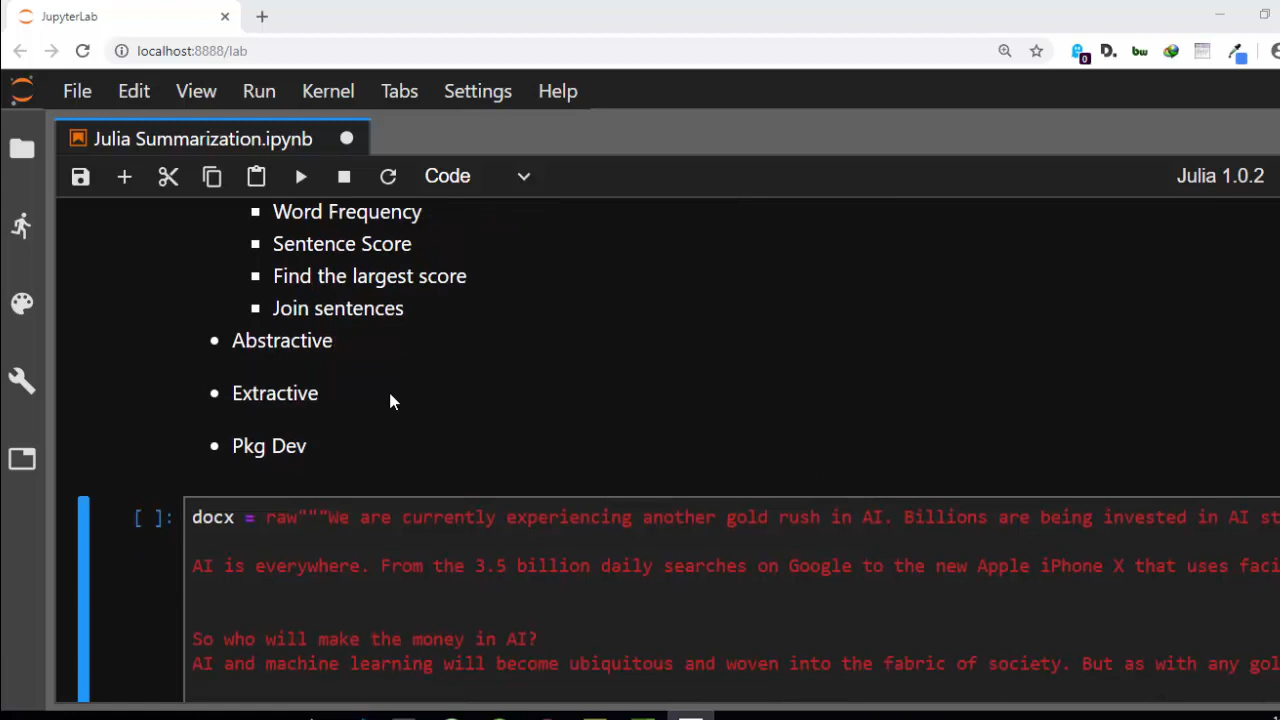 JupyterLab
localhost:8888/lab
D. bw
0
File Edit View Run Kernel Tabs Settings Help
Julia Summarization.ipynb
Code Julia 1.0.2
Word Frequency
Sentence Score
Find the largest score
Join sentences
Abstractive
Extractive
Pkg Dev
[ ]: docx = raw"""We are currently experiencing another gold rush in AI. Billions are being invested in AI st
AI is everywhere. From the 3.5 billion daily searches on Google to the new Apple iPhone X that uses faci
So who will make the money in AI?
AI and machine learning will become ubiquitous and woven into the fabric of society. But as with any gol